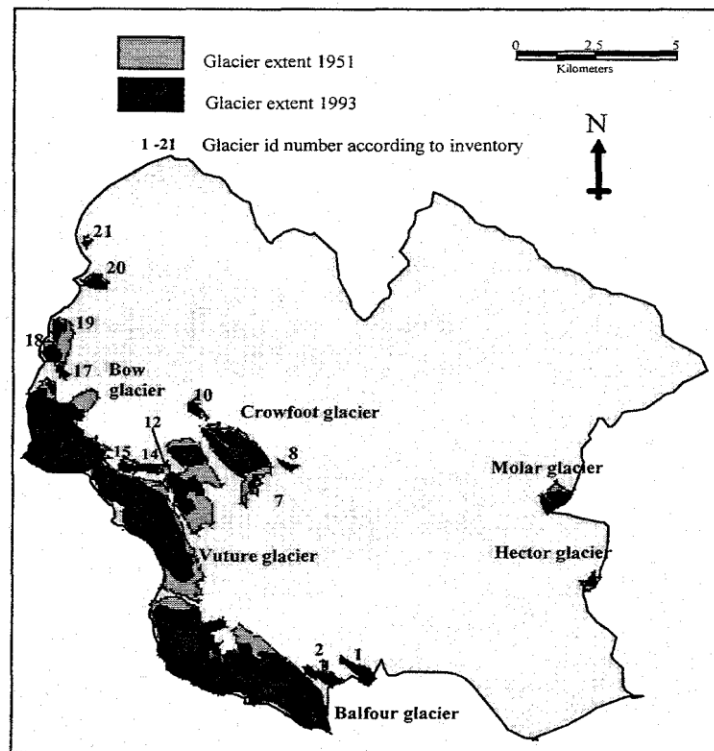 Glacier extent 1951
Glacier extent 1993
1 -21 Glacier id number according to inventory
0 2.5 5
Kilometers
N
21
20
19
18
17
Bow
glacier
10
Crowfoot glacier
12
15 14
8
7
Molar glacier
Hector glacier
Vuture glacier
2
1
Balfour glacier